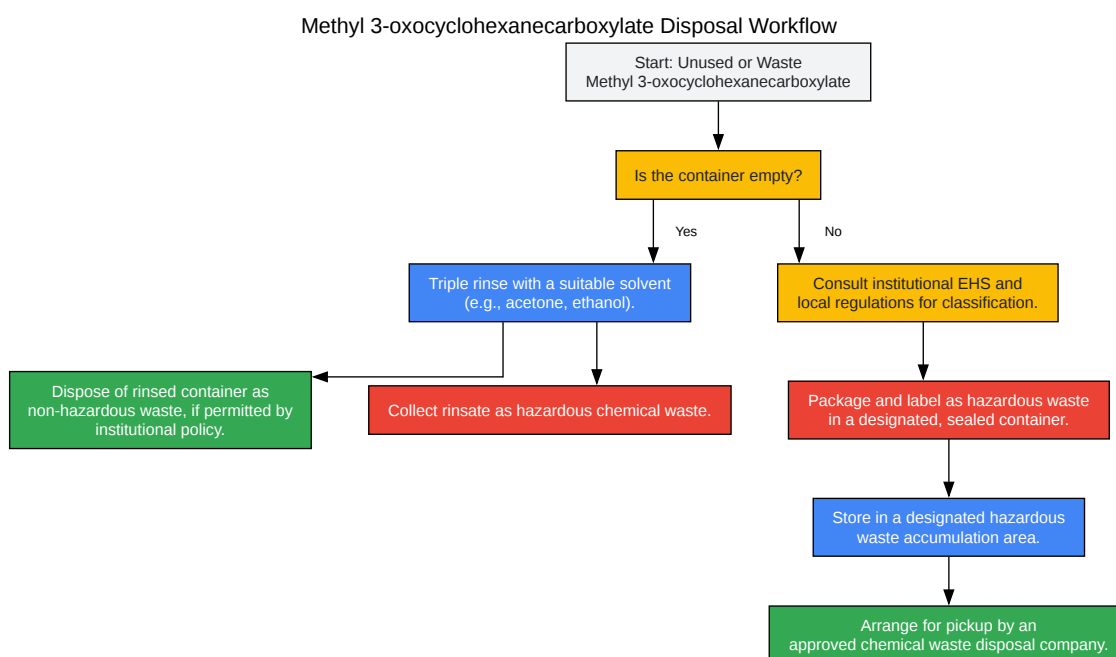 Methyl 3-oxocyclohexanecarboxylate Disposal Workflow
Start: Unused or Waste
Methyl 3-oxocyclohexanecarboxylate
Is the container empty?
Yes
No
Triple rinse with a suitable solvent
(e.g., acetone, ethanol).
Consult institutional EHS and
local regulations for classification.
Dispose of rinsed container as
non-hazardous waste, if permitted by
institutional policy.
Collect rinsate as hazardous chemical waste.
Package and label as hazardous waste
in a designated, sealed container.
Store in a designated hazardous
waste accumulation area.
Arrange for pickup by an
approved chemical waste disposal company.